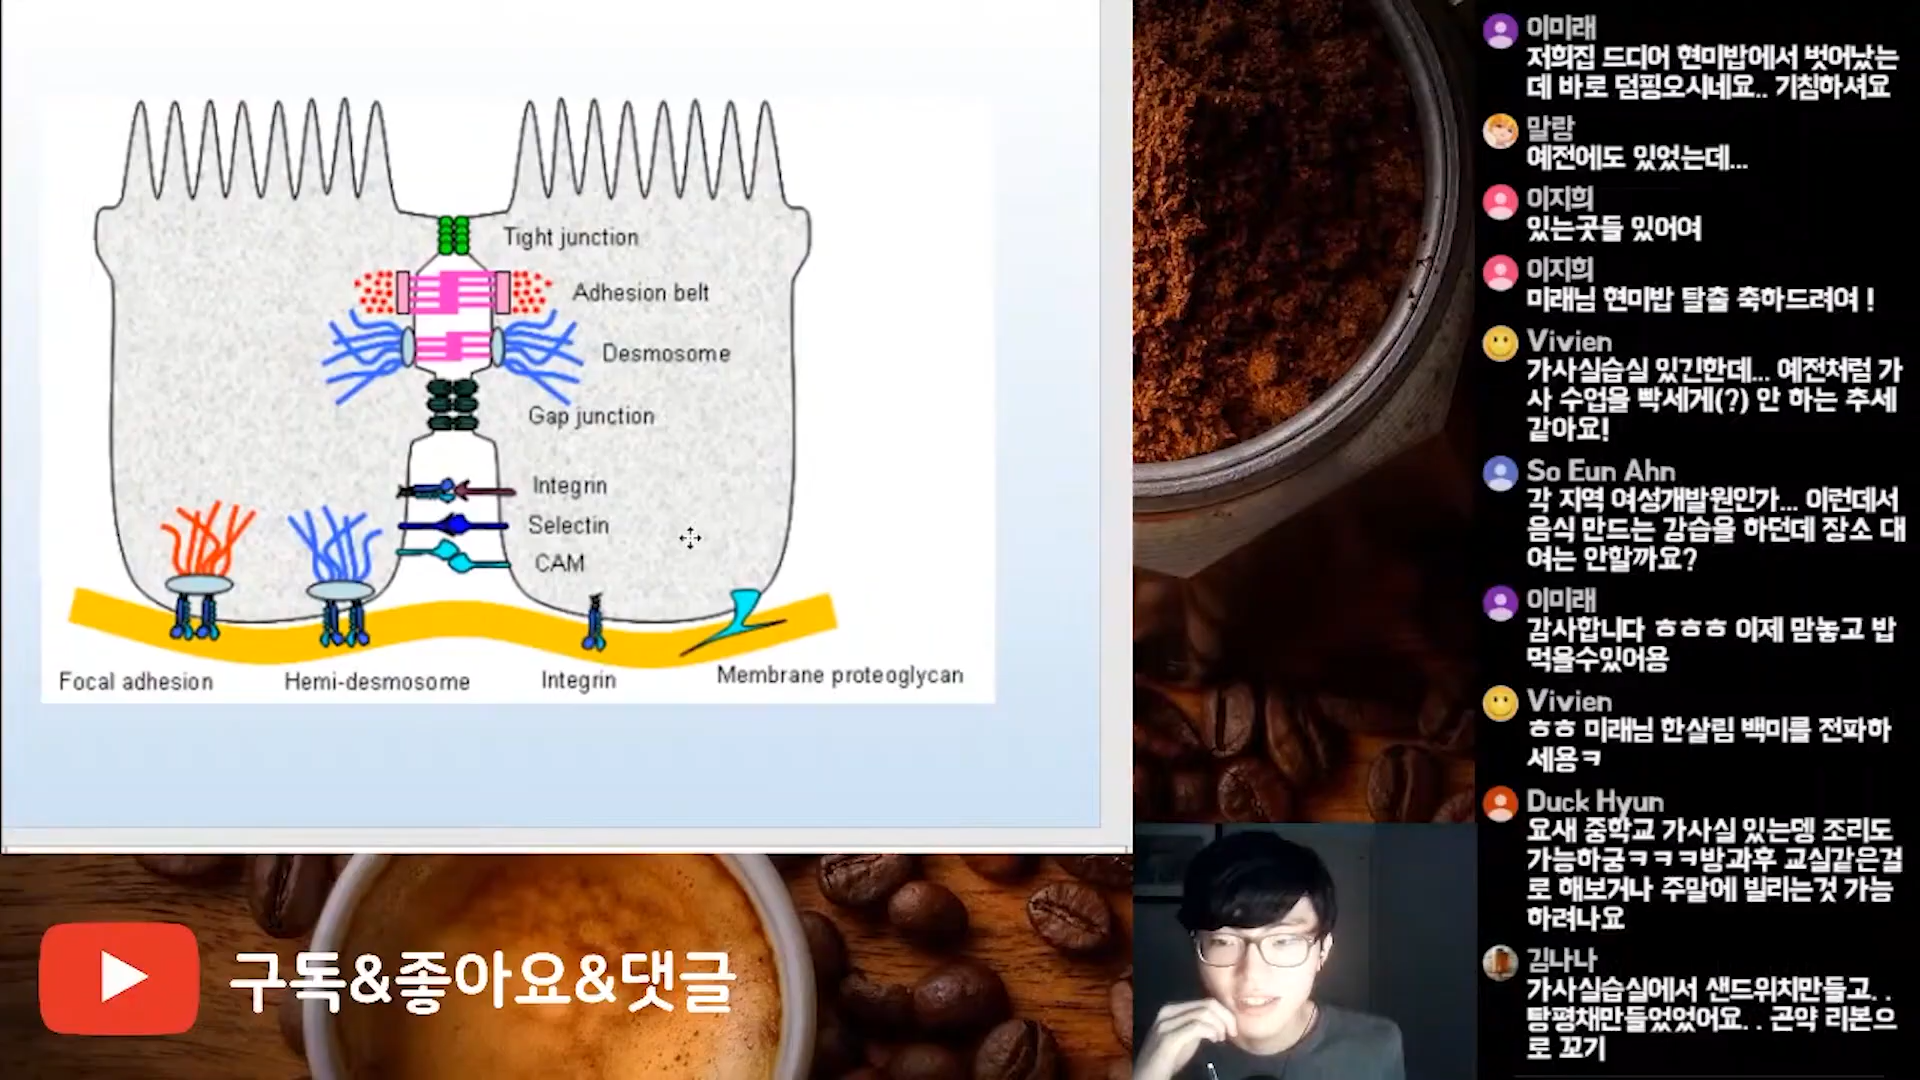 Tight junction
Adhesion belt
Desmosome
Gap junction
Integrin
Selectin
CAM
Focal adhesion
Hemi-desmosome
Integrin
Membrane proteoglycan
구독&좋아요&댓글
이미래
저희집 드디어 현미밥에서 벗어났는
데 바로 덤핑오시네요.. 기침하셔요
말랑
예전에도 있었는데...
이지희
있는곳들 있어여
이지희
미래님 현미밥 탈출 축하드려여 !
Vivien
가사실습실 있긴한데... 예전처럼 가
사 수업을 빡세게(?) 안 하는 추세
같아요!
So Eun Ahn
각 지역 여성개발원인가... 이런데서
음식 만드는 강습을 하던데 장소 대
여는 안할까요?
이미래
감사합니다 ㅎㅎㅎ 이제 맘놓고 밥
먹을수있어용
Vivien
ㅎㅎ 미래님 한살림 백미를 전파하
세용ㅋ
Duck Hyun
요새 중학교 가사실 있는뎅 조리도
가능하궁ㅋㅋㅋ방과후 교실같은걸
로 해보거나 주말에 빌리는것 가능
하려나요
김나나
가사실습실에서 샌드위치만들고. .
탕평채만들었었어요. . 곤약 리본으
로 꼬기